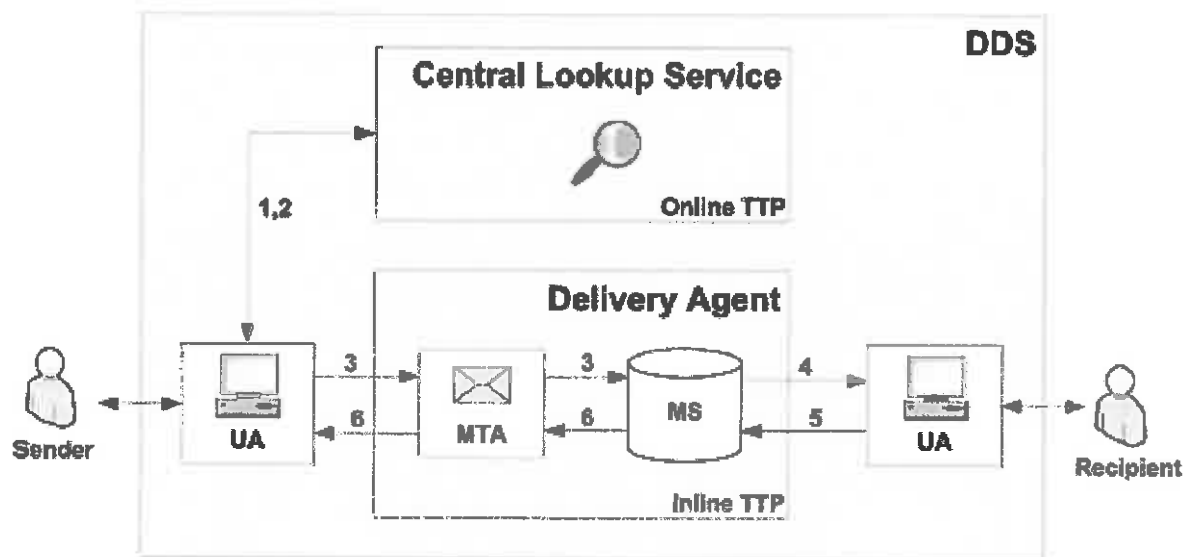 DDS
Central Lookup Service
Online TTP
1,2
Delivery Agent
3
3
4
6
6
5
UA
MTA
MS
UA
Sender
Recipient
Inline TTP